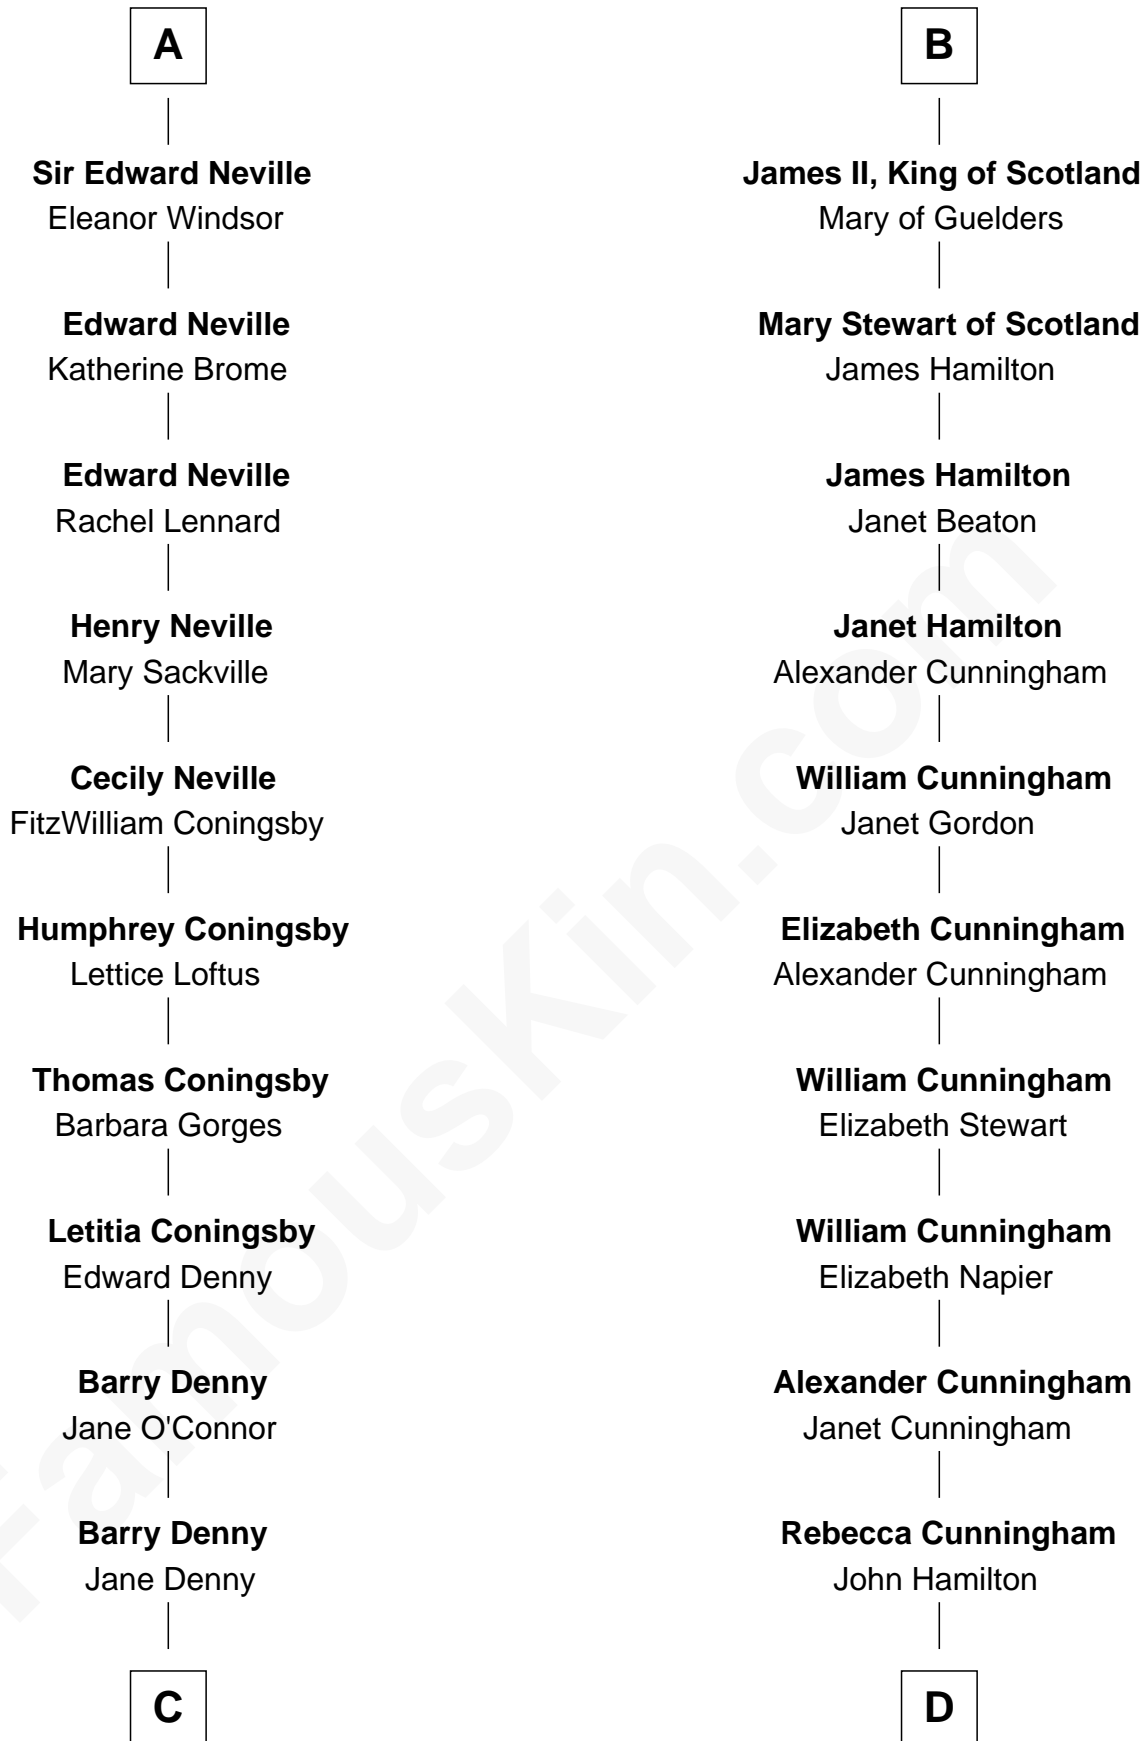 A
Sir Edward Neville
Eleanor Windsor
Edward Neville
Katherine Brome
Edward Neville
Rachel Lennard
Henry Neville
Mary Sackville
Cecily Neville
FitzWilliam Coningsby
Humphrey Coningsby
Lettice Loftus
Thomas Coningsby
Barbara Gorges
Letitia Coningsby
Edward Denny
Barry Denny
Jane O'Connor
Barry Denny
Jane Denny
C
B
James II, King of Scotland
Mary of Guelders
Mary Stewart of Scotland
James Hamilton
James Hamilton
Janet Beaton
Janet Hamilton
Alexander Cunningham
William Cunningham
Janet Gordon
Elizabeth Cunningham
Alexander Cunningham
William Cunningham
Elizabeth Stewart
William Cunningham
Elizabeth Napier
Alexander Cunningham
Janet Cunningham
Rebecca Cunningham
John Hamilton
D
FamousKin.com